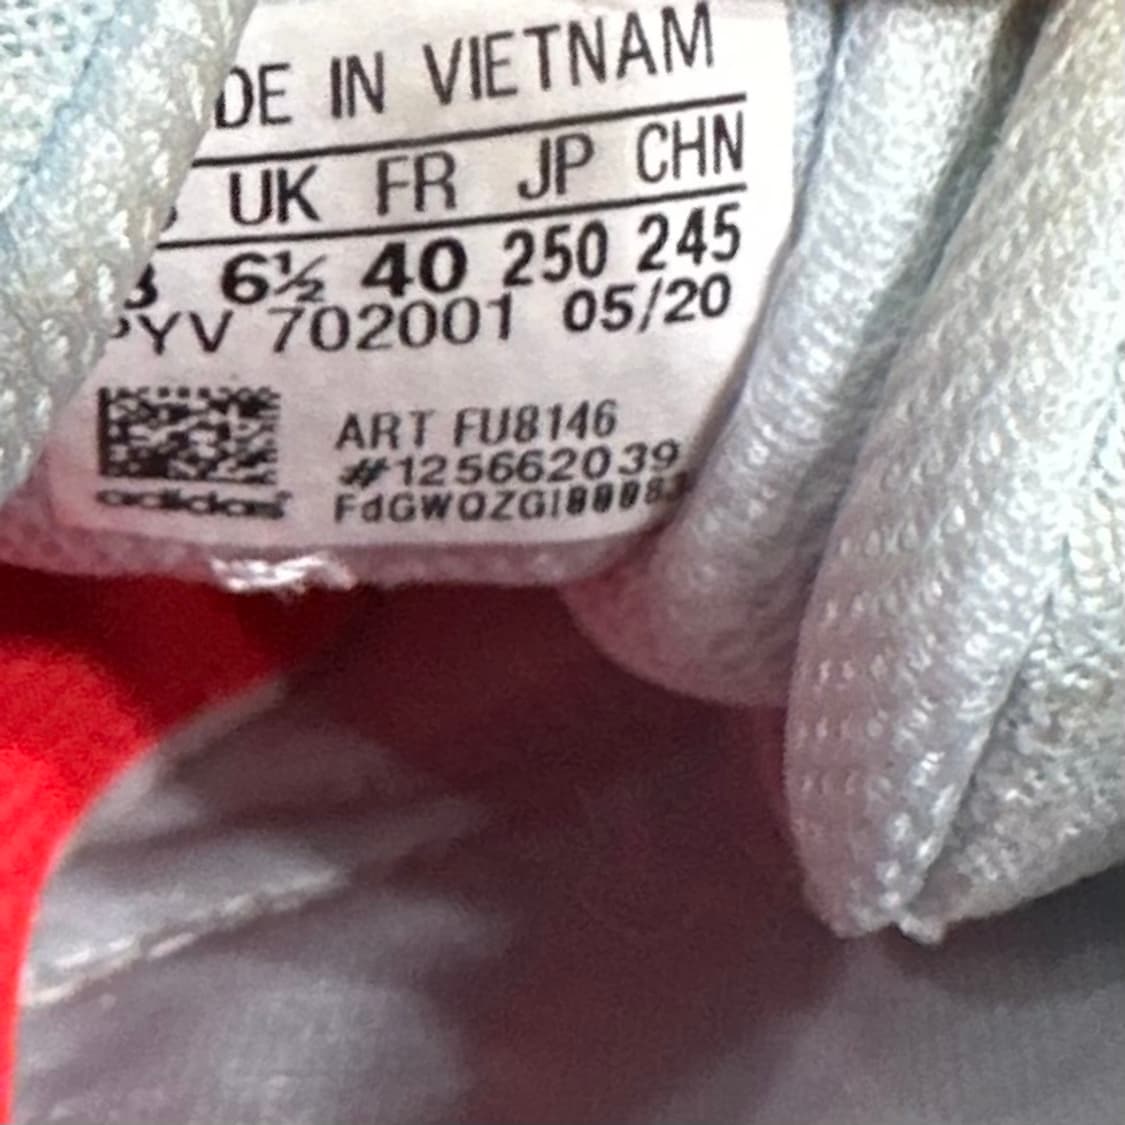 DE IN VIETNAM
UK FR JP CHN
6½ 40 250 245
PYV 702001 05/20
ART FU8146
#125662039
adidas